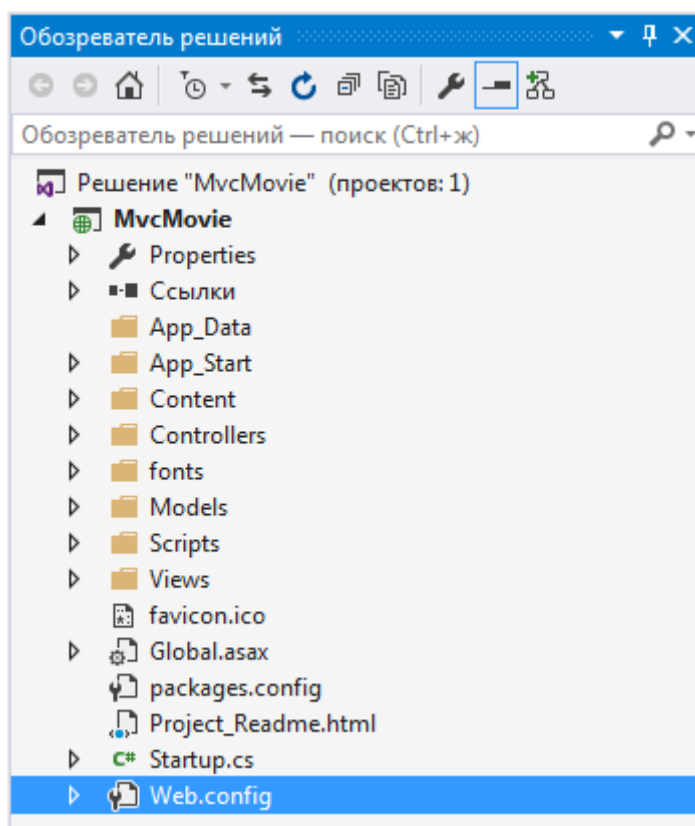 Обозреватель решений
Обозреватель решений — поиск (Ctrl+ж)
Решение "MvcMovie" (проектов: 1)
MvcMovie
Properties
Ссылки
App_Data
App_Start
Content
Controllers
fonts
Models
Scripts
Views
favicon.ico
Global.asax
packages.config
Project_Readme.html
C# Startup.cs
Web.config